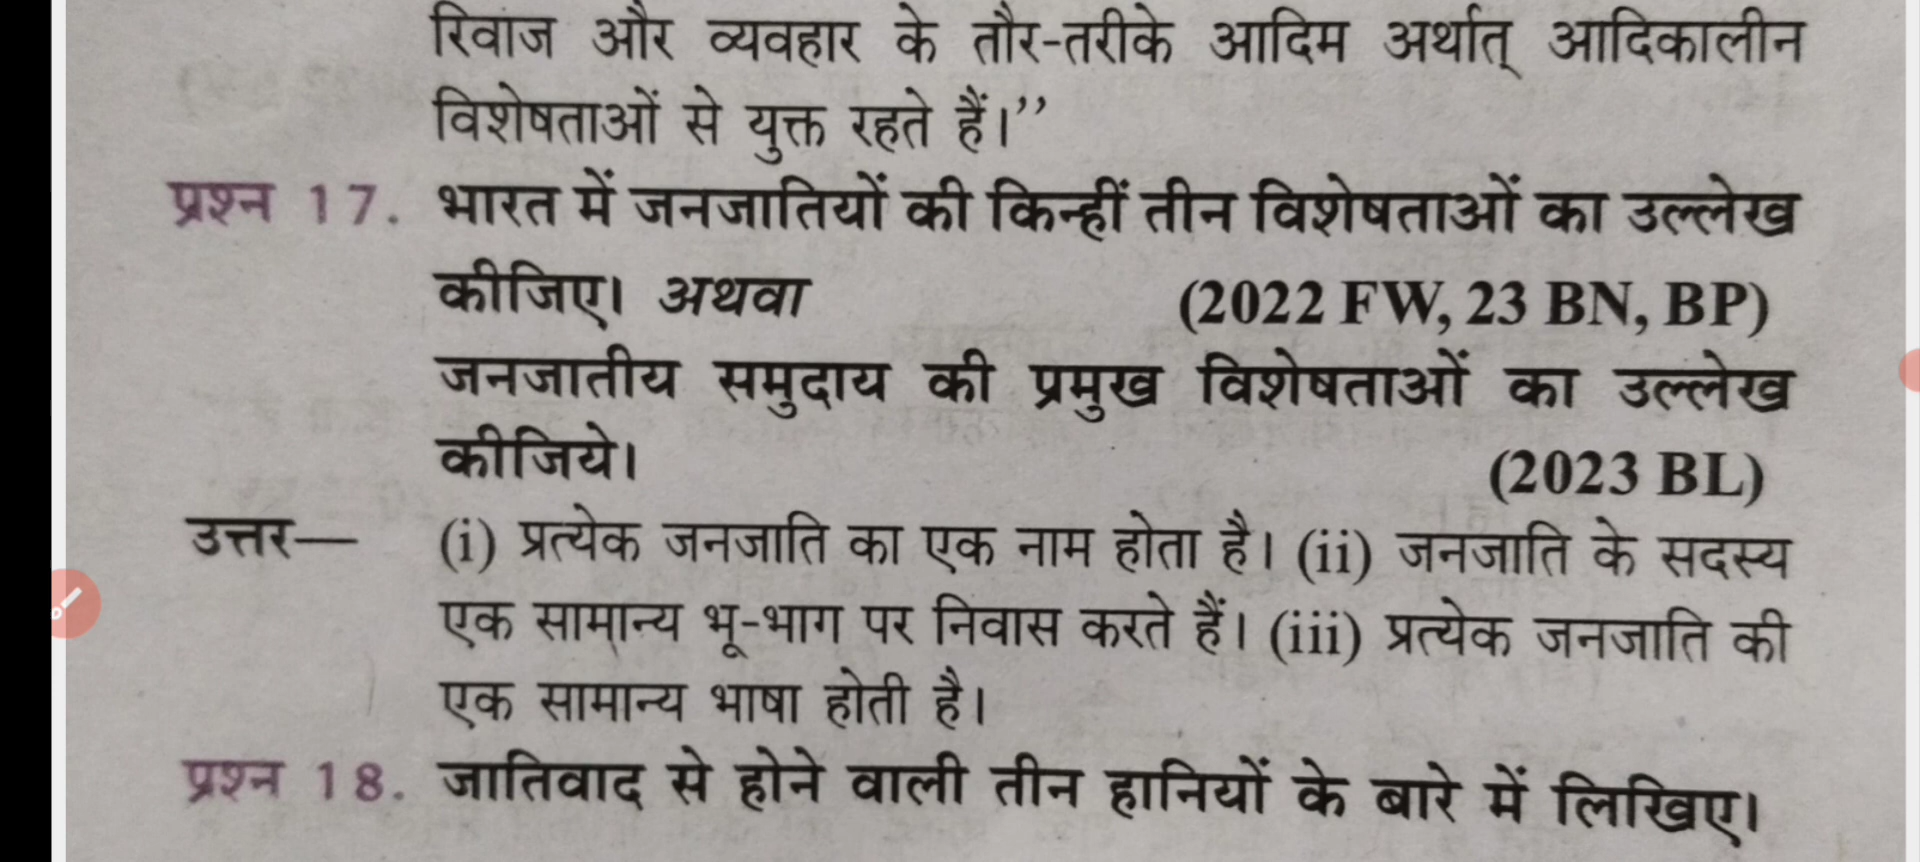 रिवाज और व्यवहार के तौर-तरीके आदिम अर्थात् आदिकालीन
विशेषताओं से युक्त रहते हैं।”
प्रश्न 17. भारत में जनजातियों की किन्हीं तीन विशेषताओं का उल्लेख
कीजिए। अथवा (2022 FW, 23 BN, BP)
जनजातीय समुदाय की प्रमुख विशेषताओं का उल्लेख
कीजिये। (2023 BL)
उत्तर— (i) प्रत्येक जनजाति का एक नाम होता है। (ii) जनजाति के सदस्य
एक सामान्य भू-भाग पर निवास करते हैं। (iii) प्रत्येक जनजाति की
एक सामान्य भाषा होती है।
प्रश्न 18. जातिवाद से होने वाली तीन हानियों के बारे में लिखिए।